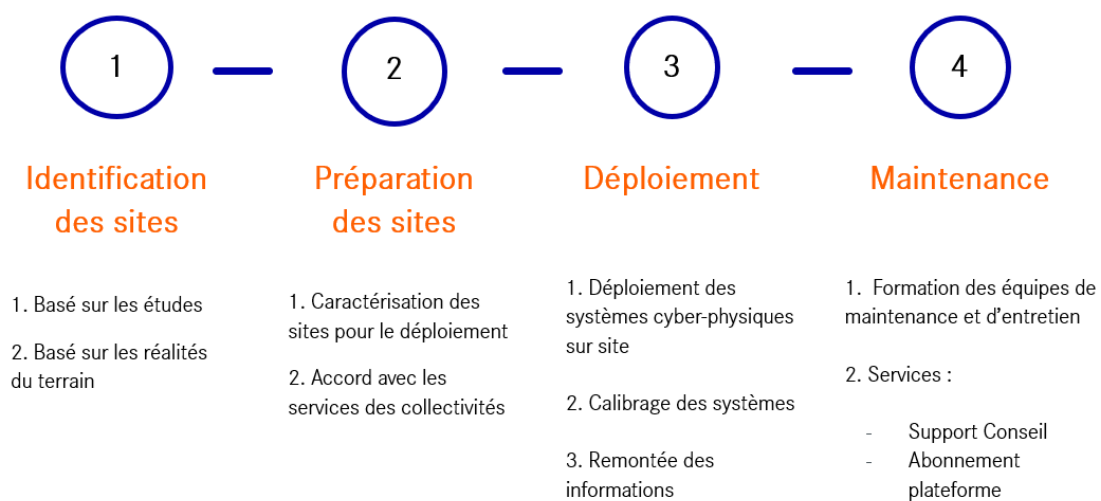 1
2
3
4
Identification
des sites
Préparation
des sites
Déploiement
Maintenance
1. Basé sur les études
2. Basé sur les réalités
du terrain
1. Caractérisation des
sites pour le déploiement
2. Accord avec les
services des collectivités
1. Déploiement des
systèmes cyber-physiques
sur site
2. Calibrage des systèmes
3. Remontée des
informations
1. Formation des équipes de
maintenance et d'entretien
2. Services :
- Support Conseil
- Abonnement
plateforme